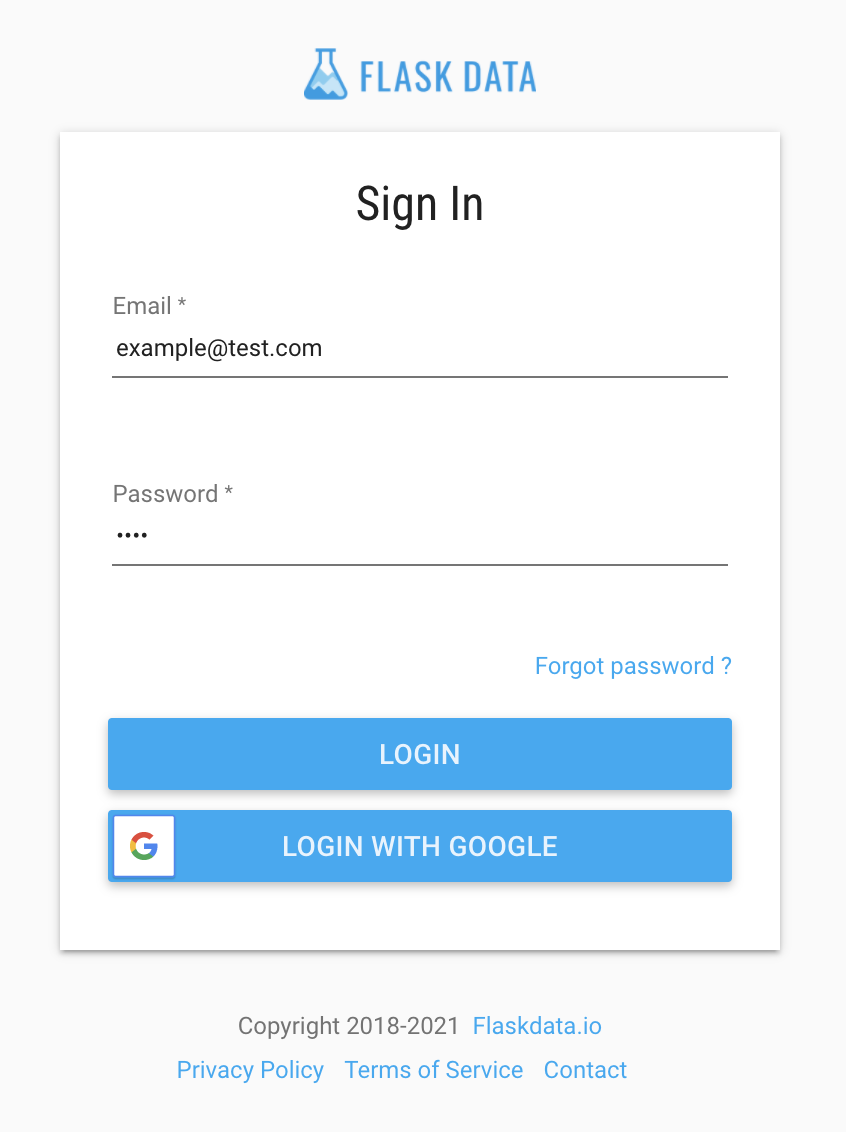 FLASK DATA
Sign In
Email *
example@test.com
Password *
••••
Forgot password ?
LOGIN
LOGIN WITH GOOGLE
Copyright 2018-2021 Flaskdata.io
Privacy Policy Terms of Service Contact